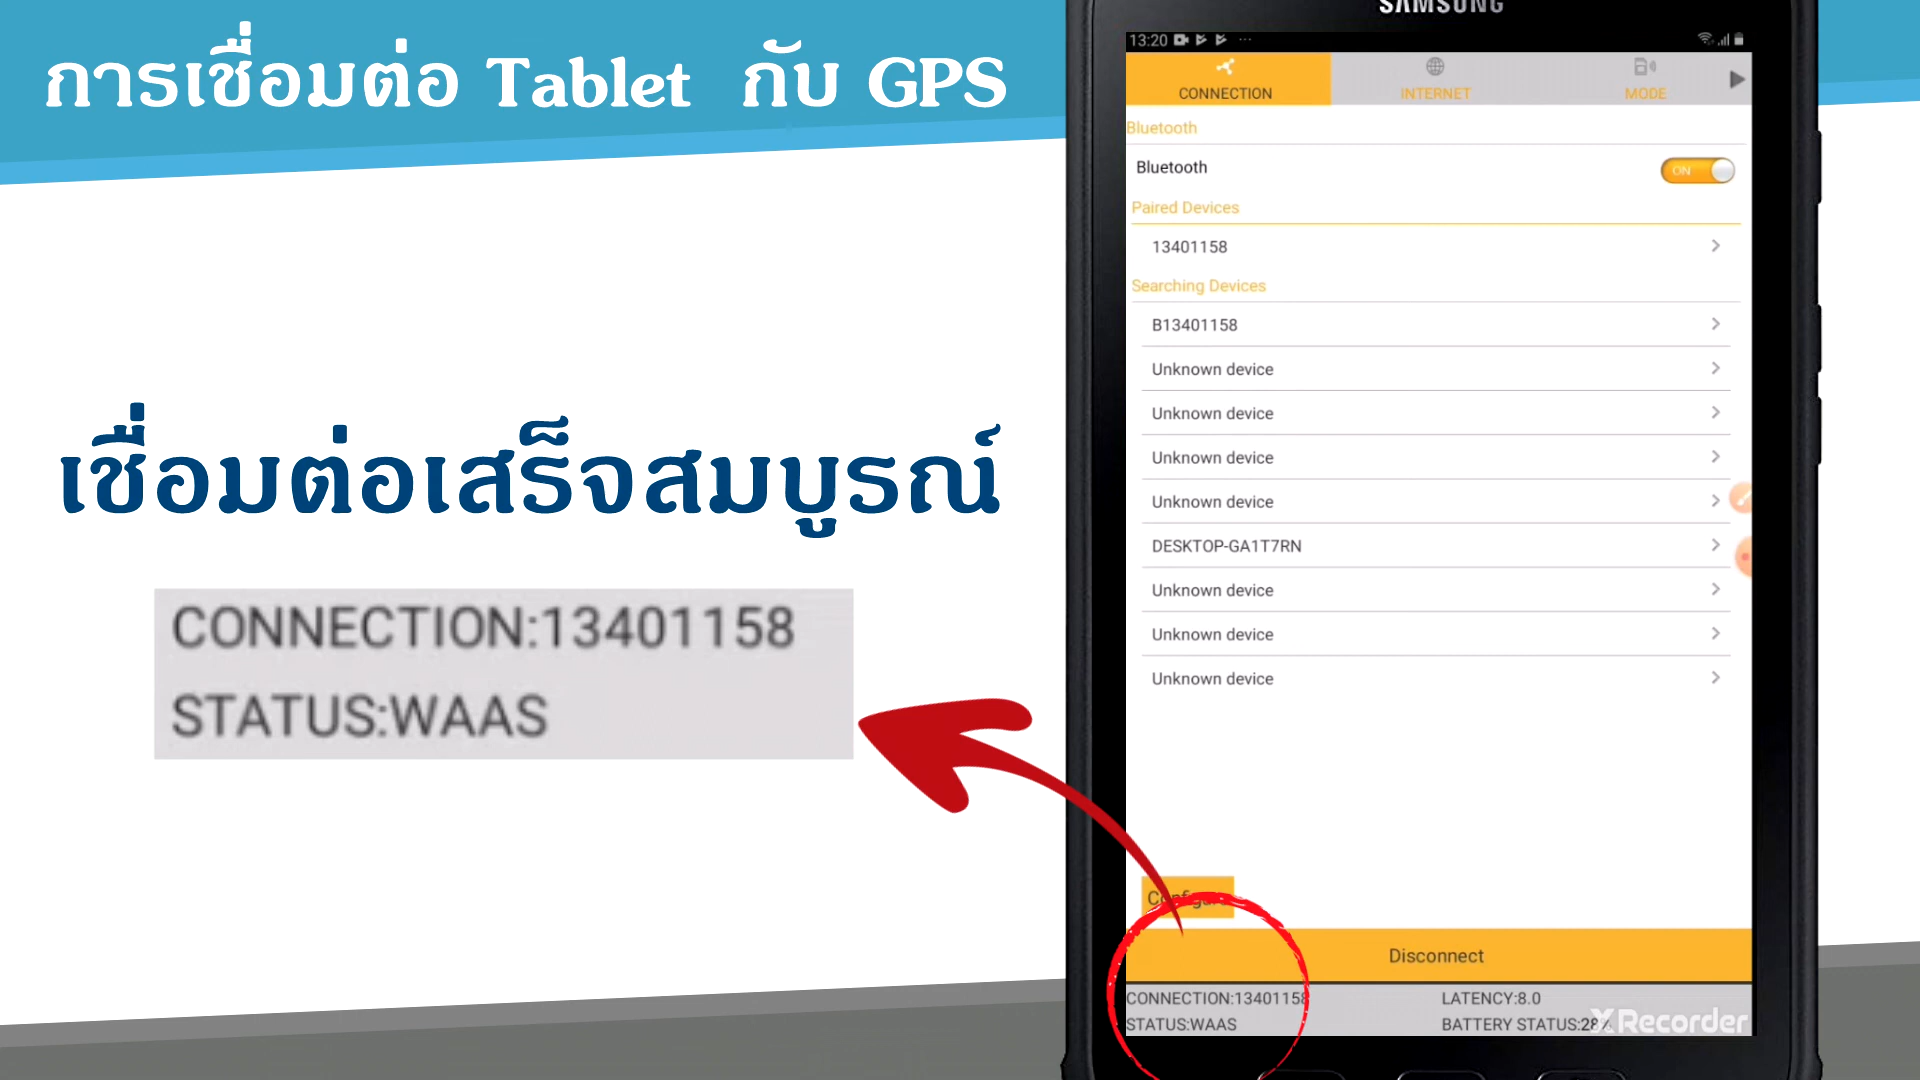 การเชื่อมต่อ Tablet กับ GPS
เชื่อมต่อเสร็จสมบูรณ์
CONNECTION:13401158
STATUS:WAAS
SAMSUNG
13:20
CONNECTION
INTERNET
MODE
Bluetooth
Bluetooth
ON
Paired Devices
13401158
Searching Devices
B13401158
Unknown device
Unknown device
Unknown device
Unknown device
DESKTOP-GA1T7RN
Unknown device
Unknown device
Unknown device
Disconnect
CONNECTION:13401158
LATENCY:8.0
STATUS:WAAS
BATTERY STATUS:28%
XRecorder